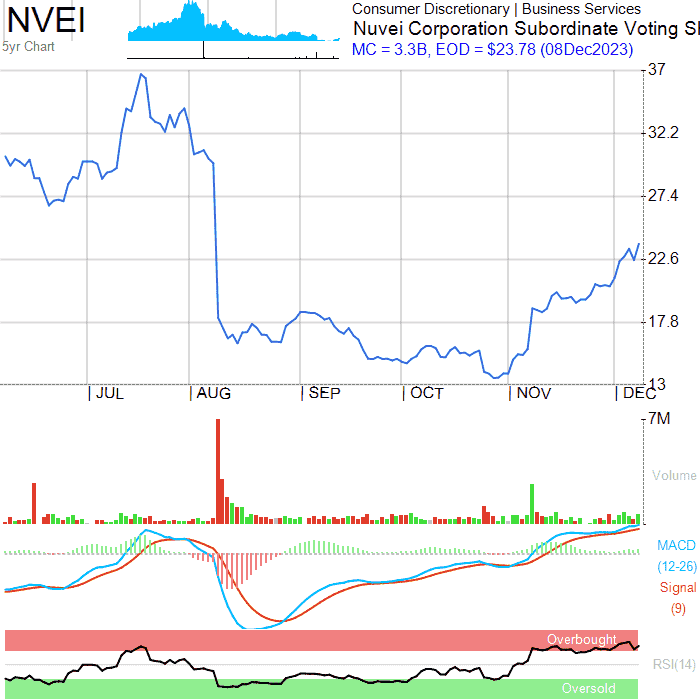 NVEI
5yr Chart
Consumer Discretionary | Business Services
Nuvei Corporation Subordinate Voting Sl
MC = 3.3B, EOD = $23.78 (08Dec2023)
37
32.2
27.4
22.6
17.8
13
JUL AUG SEP OCT NOV DEC
7M
Volume
MACD
(12-26)
Signal
(9)
Overbought
RSI(14)
Oversold